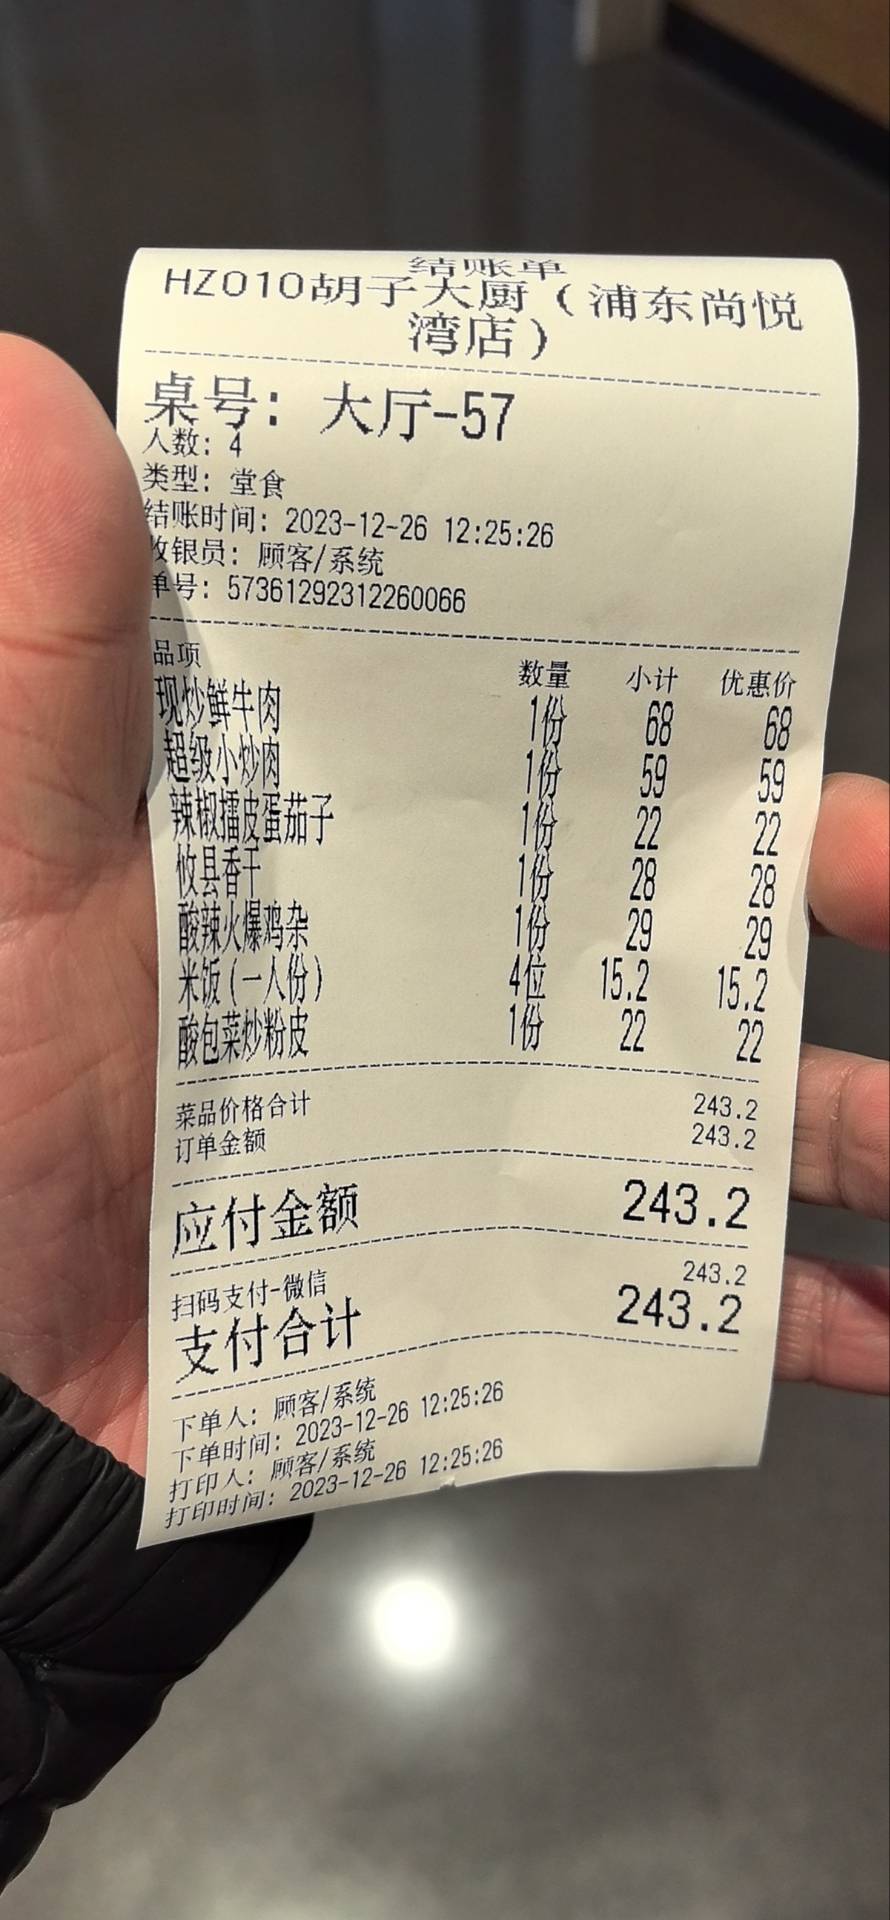 结账单
HZ010胡子大厨(浦东尚悦
湾店)
桌号: 大厅-57
人数: 4
类型: 堂食
结账时间: 2023-12-26 12:25:26
收银员: 顾客/系统
单号: 57361292312260066
品项 数量 小计 优惠价
现炒鲜牛肉 1份 68 68
超级小炒肉 1份 59 59
辣椒擂皮蛋茄子 1份 22 22
攸县香干 1份 28 28
酸辣火爆鸡杂 1份 29 29
米饭(一人份) 4位 15.2 15.2
酸包菜炒粉皮 1份 22 22
菜品价格合计 243.2
订单金额 243.2
应付金额 243.2
扫码支付-微信 243.2
支付合计 243.2
下单人: 顾客/系统
下单时间: 2023-12-26 12:25:26
打印人: 顾客/系统
打印时间: 2023-12-26 12:25:26